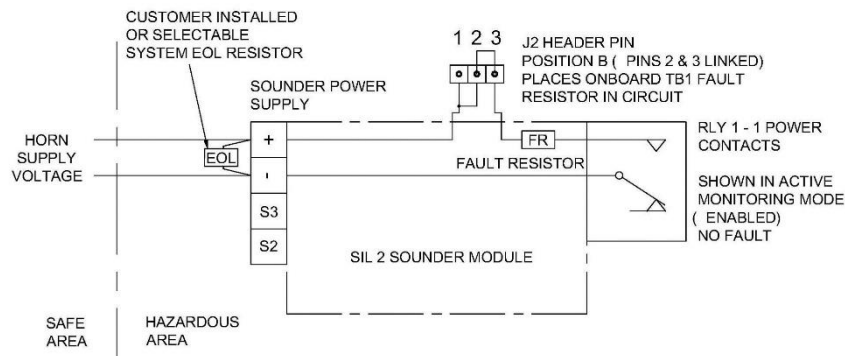 CUSTOMER INSTALLED
OR SELECTABLE
SYSTEM EOL RESISTOR
SOUNDER POWER
SUPPLY
1 2 3
J2 HEADER PIN
POSITION B ( PINS 2 & 3 LINKED)
PLACES ONBOARD TB1 FAULT
RESISTOR IN CIRCUIT
HORN
SUPPLY
VOLTAGE
EOL
+
-
S3
S2
FR
FAULT RESISTOR
RLY 1 - 1 POWER
CONTACTS
SHOWN IN ACTIVE
MONITORING MODE
( ENABLED)
NO FAULT
SIL 2 SOUNDER MODULE
SAFE
AREA
HAZARDOUS
AREA